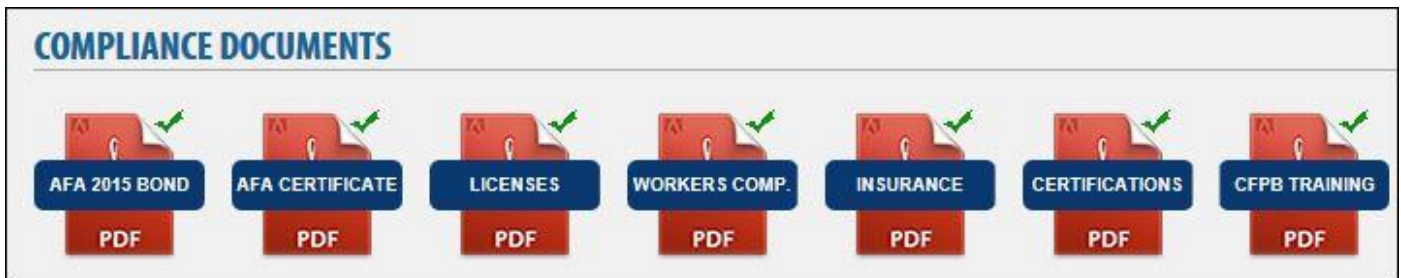 COMPLIANCE DOCUMENTS
AFA 2015 BOND
PDF
AFA CERTIFICATE
PDF
LICENSES
PDF
WORKERS COMP.
PDF
INSURANCE
PDF
CERTIFICATIONS
PDF
CFPB TRAINING
PDF